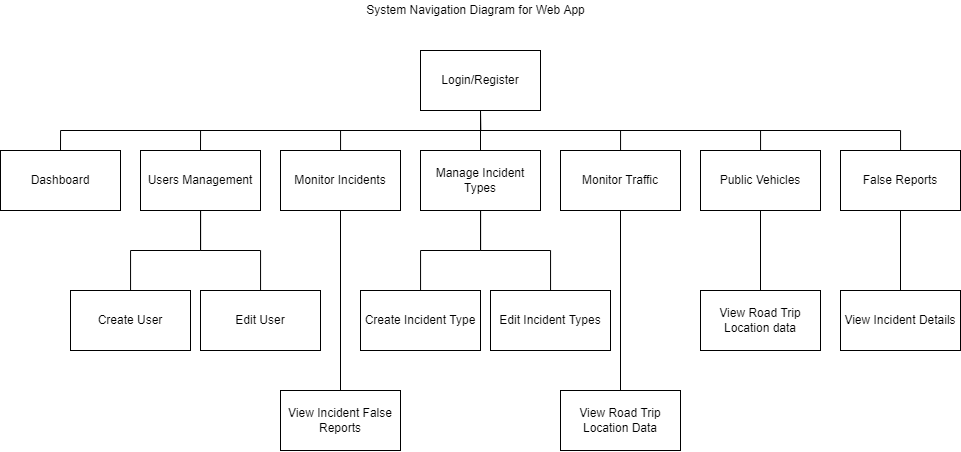 System Navigation Diagram for Web App
Login/Register
Dashboard
Users Management
Monitor Incidents
Manage Incident
Types
Monitor Traffic
Public Vehicles
False Reports
Create User
Edit User
Create Incident Type
Edit Incident Types
View Road Trip
Location data
View Incident Details
View Incident False
Reports
View Road Trip
Location Data